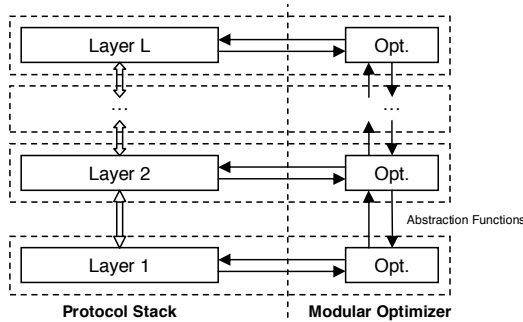 Layer L Opt.
... ...
Layer 2 Opt.
Abstraction Functions
Layer 1 Opt.
Protocol Stack Modular Optimizer